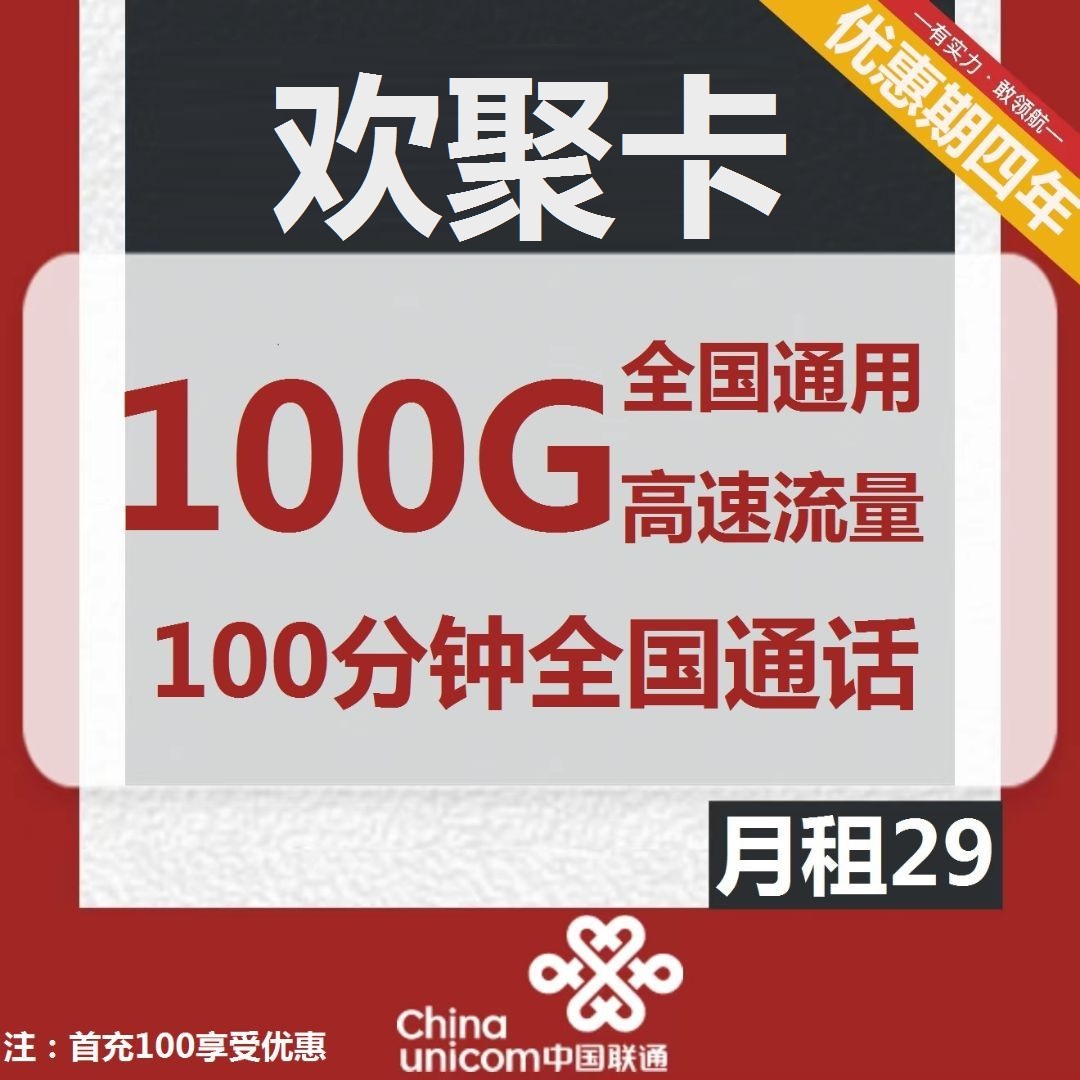 一有实力·敢领航一
优惠期四年
欢聚卡
100G
全国通用
高速流量
100分钟全国通话
月租29
China
unicom中国联通
注：首充100享受优惠